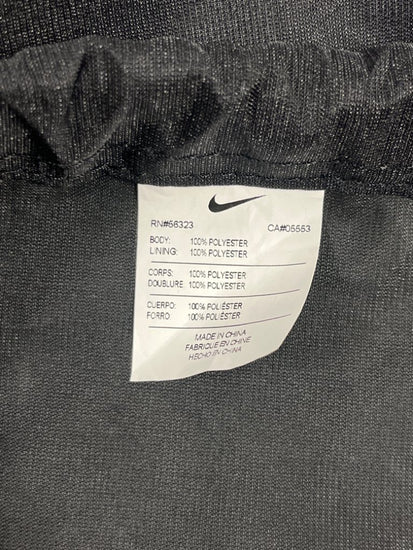 RN#56323 CA#05553
BODY: 100% POLYESTER
LINING: 100% POLYESTER
CORPS: 100% POLYESTER
DOUBLURE: 100% POLYESTER
CUERPO: 100% POLIÉSTER
FORRO: 100% POLIÉSTER
MADE IN CHINA
FABRIQUÉ EN CHINE
HECHO EN CHINA